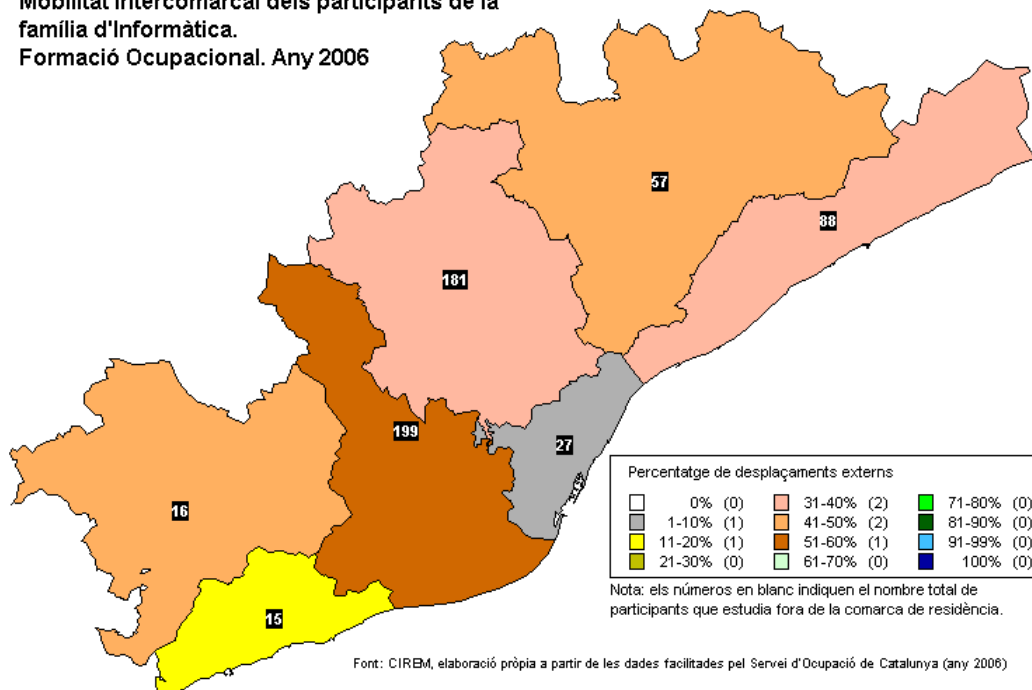 Mobilitat intercomarcal dels participants de la
família d'Informàtica.
Formació Ocupacional. Any 2006
57
88
181
199
27
16
15
Percentatge de desplaçaments externs
0% (0) 31-40% (2) 71-80% (0)
1-10% (1) 41-50% (2) 81-90% (0)
11-20% (1) 51-60% (1) 91-99% (0)
21-30% (0) 61-70% (0) 100% (0)
Nota: els números en blanc indiquen el nombre total de
participants que estudia fora de la comarca de residència.
Font: CIREM, elaboració pròpia a partir de les dades facilitades pel Servei d'Ocupació de Catalunya (any 2006)